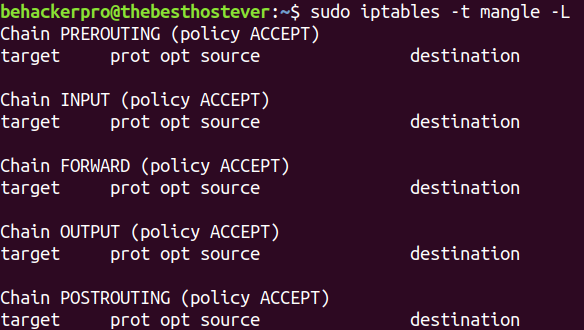 behackerpro@thebesthostever:~$ sudo iptables -t mangle -L
Chain PREROUTING (policy ACCEPT)
target     prot opt source               destination

Chain INPUT (policy ACCEPT)
target     prot opt source               destination

Chain FORWARD (policy ACCEPT)
target     prot opt source               destination

Chain OUTPUT (policy ACCEPT)
target     prot opt source               destination

Chain POSTROUTING (policy ACCEPT)
target     prot opt source               destination